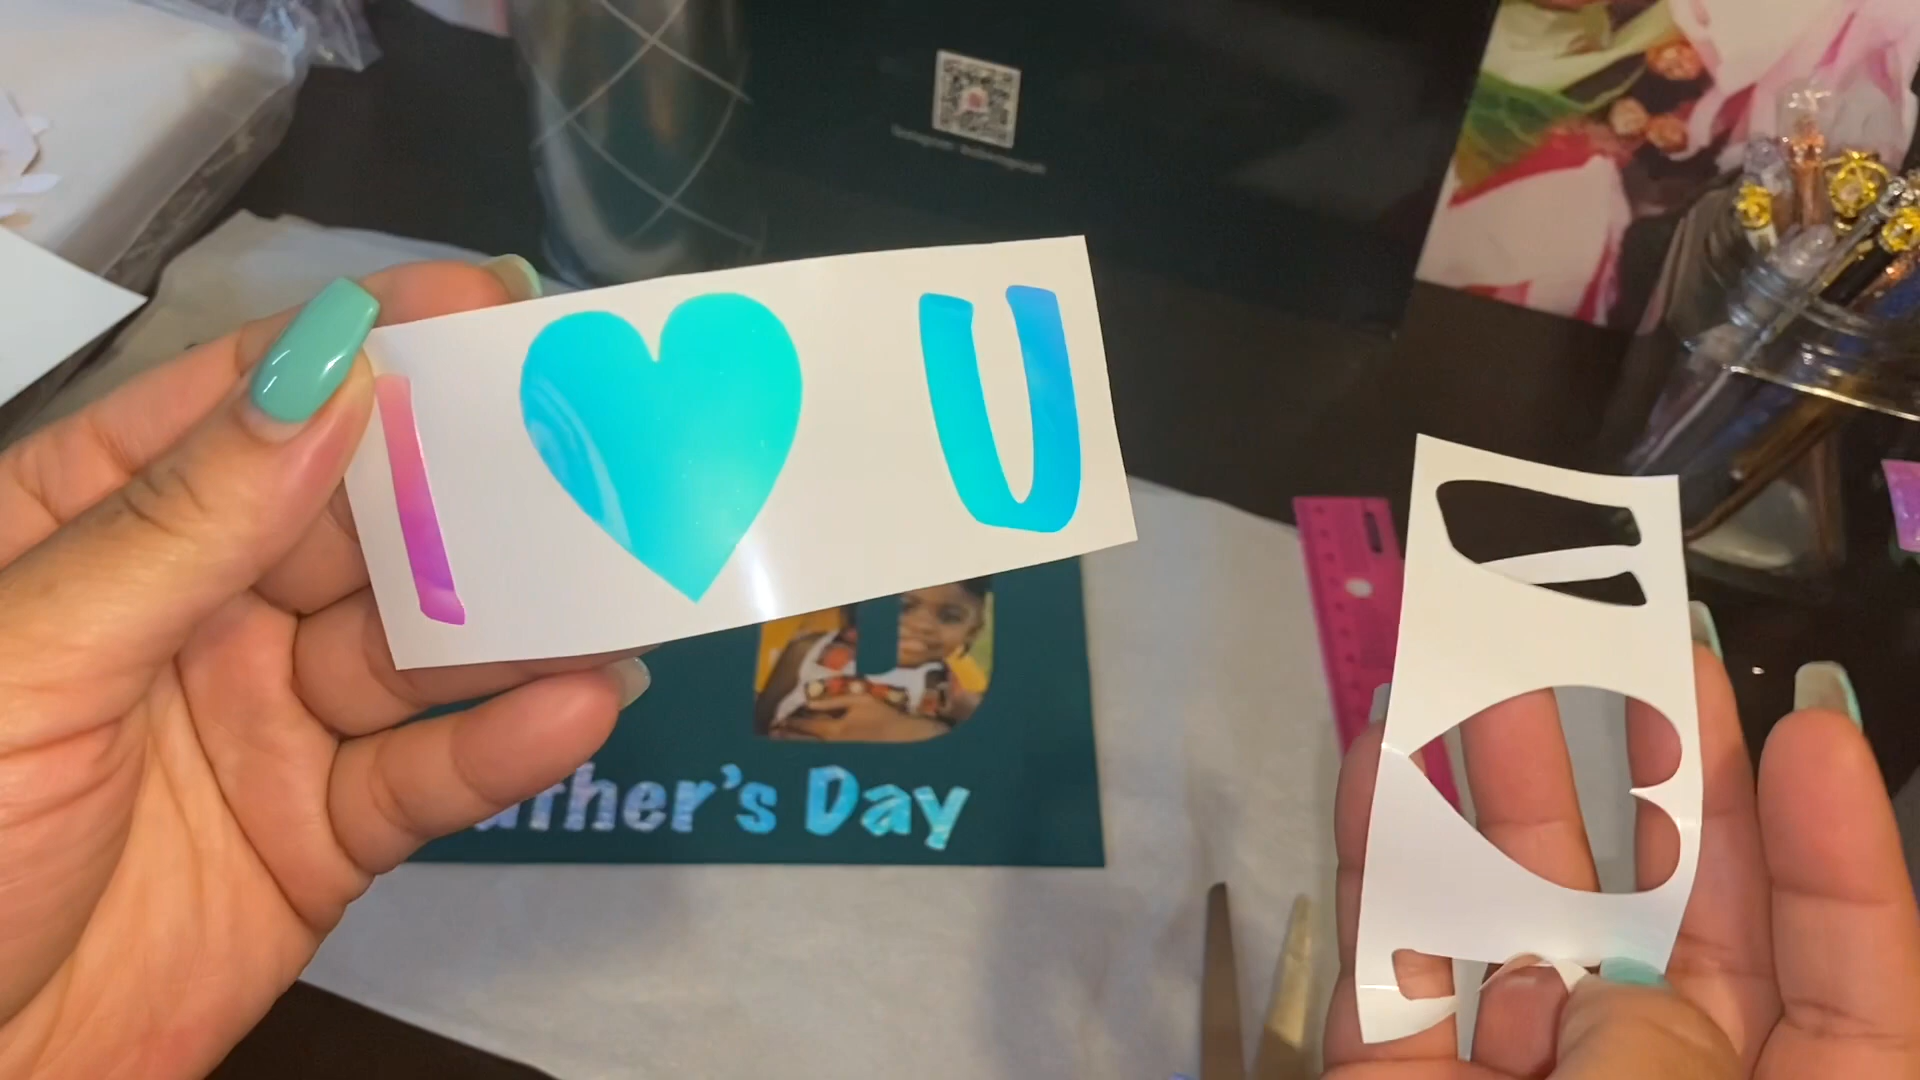 I ♥ U
ather's Day